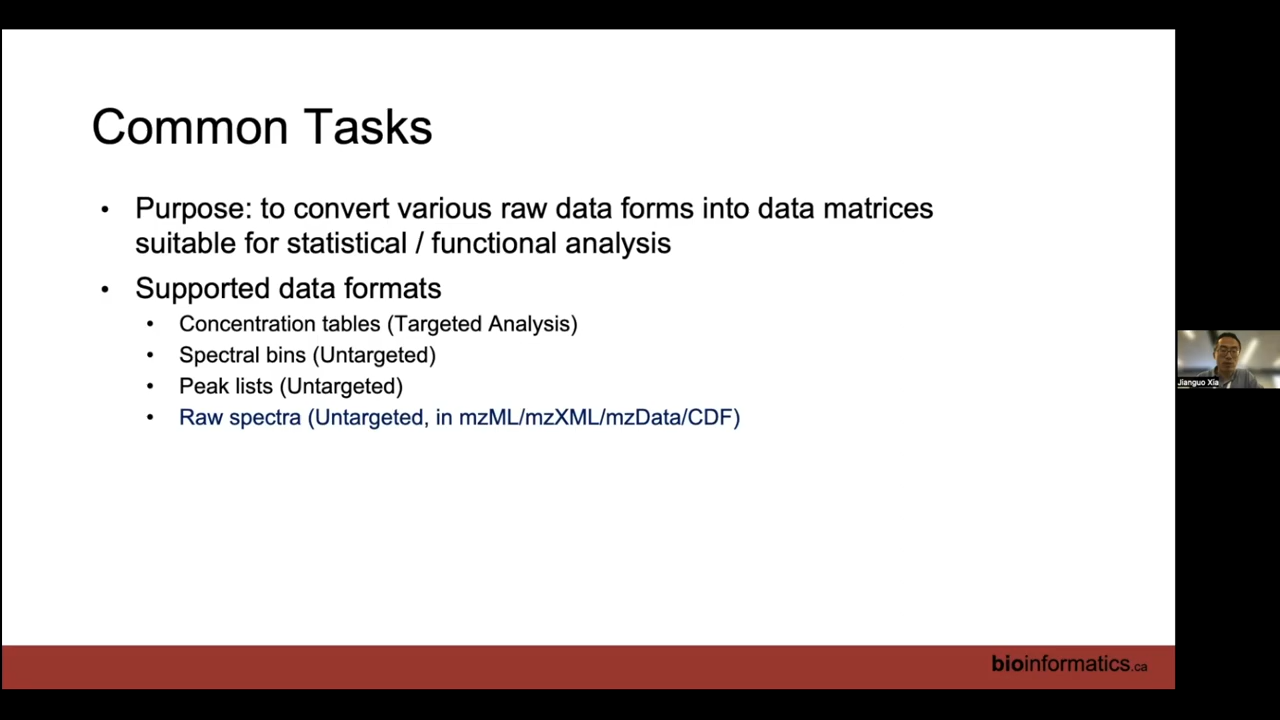 Common Tasks
• Purpose: to convert various raw data forms into data matrices
suitable for statistical / functional analysis
• Supported data formats
• Concentration tables (Targeted Analysis)
• Spectral bins (Untargeted)
• Peak lists (Untargeted)
• Raw spectra (Untargeted, in mzML/mzXML/mzData/CDF)
Jianguo Xia
bioinformatics.ca